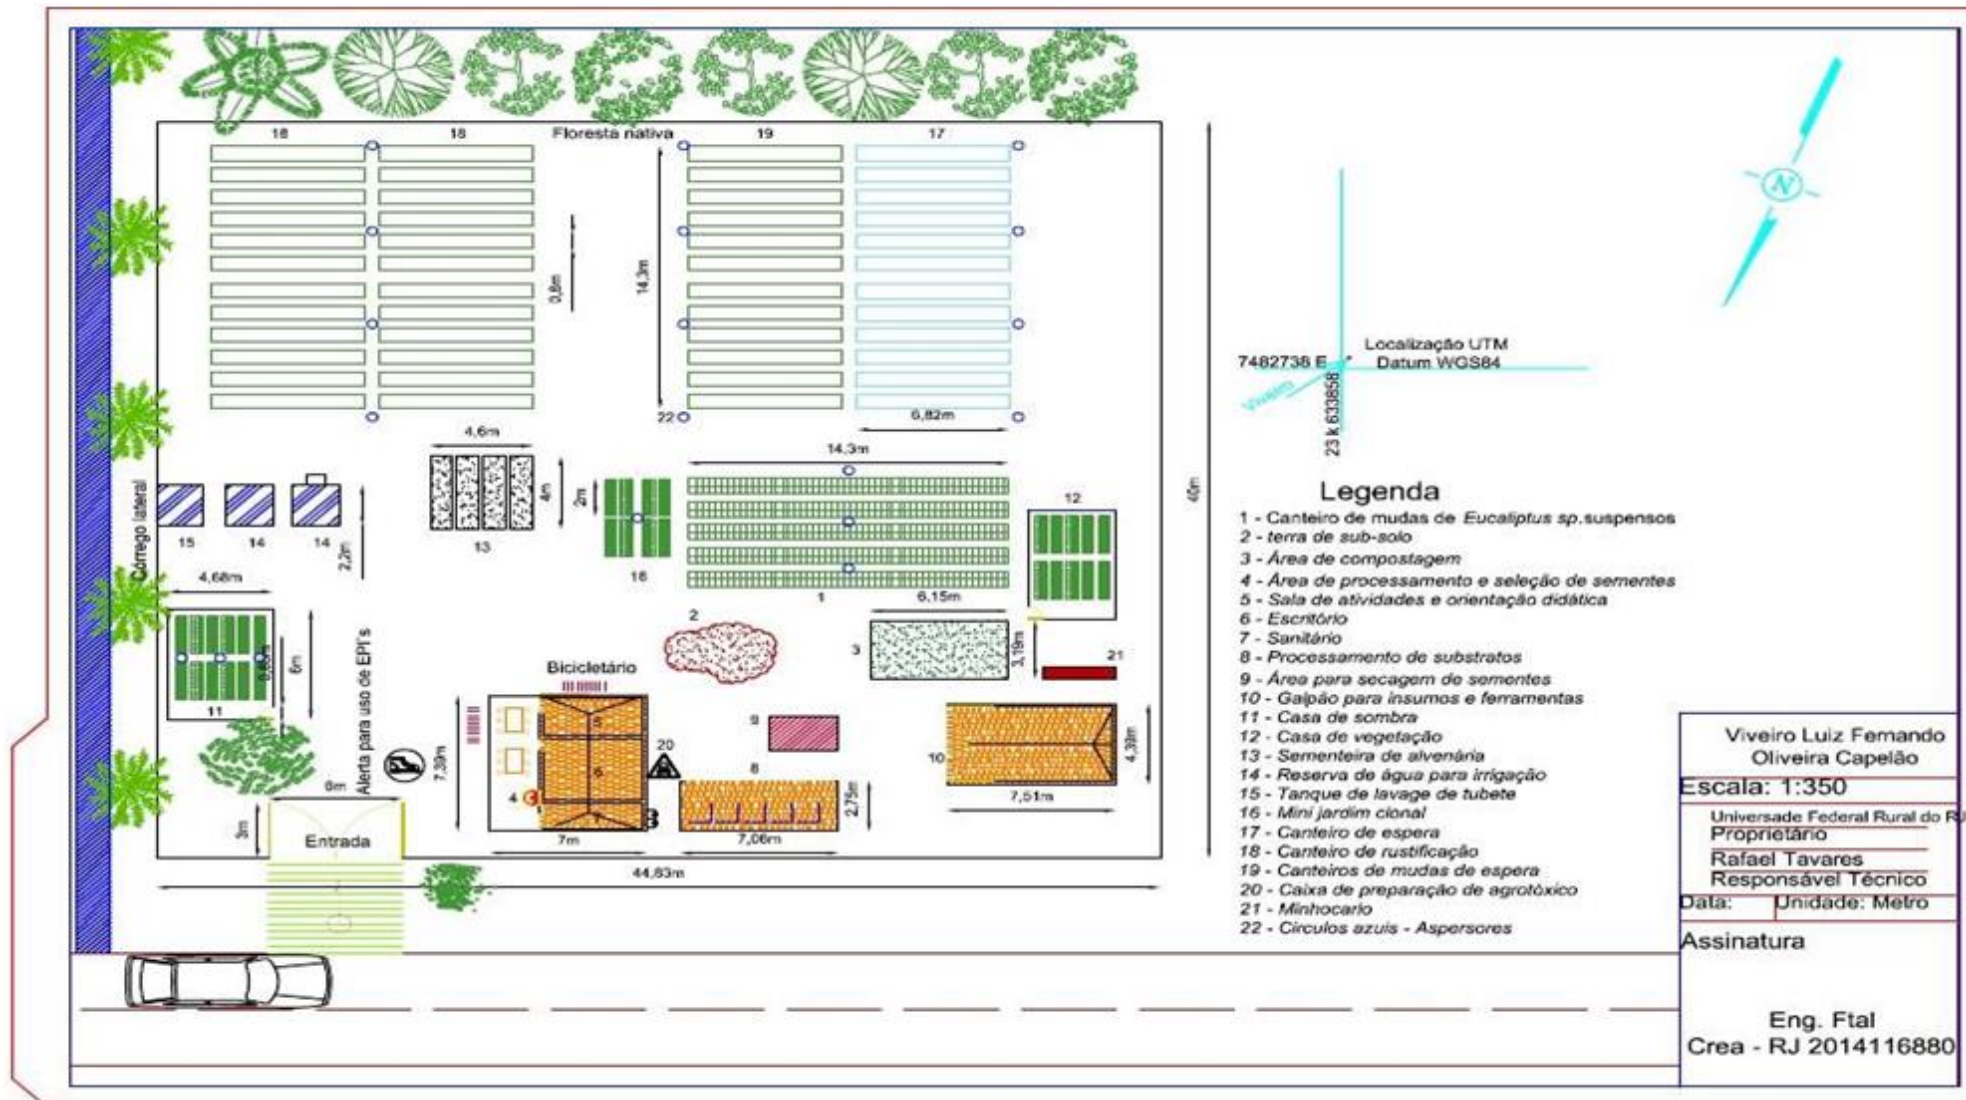 18
18
Floresta nativa
19
17
14,3m
0,8m
6,82m
22
40m
Localização UTM
7482738 E
Datum WGS84
Viveiro
23 k 633858
N
4,6m
4m
2m
14,3m
12
Córrego lateral
15
14
14
2,2m
13
16
1
6,15m
4,68m
6m
11
Alerta para uso de EPI´s
2
3
3,19m
21
Bicicletário
7,39m
5
6
7
4
20
9
8
2,75m
10
4,39m
7,51m
6m
3m
Entrada
7m
7,06m
44,83m
Legenda
1 - Canteiro de mudas de Eucaliptus sp.suspensos
2 - terra de sub-solo
3 - Área de compostagem
4 - Área de processamento e seleção de sementes
5 - Sala de atividades e orientação didática
6 - Escritório
7 - Sanitário
8 - Processamento de substratos
9 - Área para secagem de sementes
10 - Galpão para insumos e ferramentas
11 - Casa de sombra
12 - Casa de vegetação
13 - Sementeira de alvenária
14 - Reserva de água para irrigação
15 - Tanque de lavage de tubete
16 - Mini jardim clonal
17 - Canteiro de espera
18 - Canteiro de rustificação
19 - Canteiros de mudas de espera
20 - Caixa de preparação de agrotóxico
21 - Minhocario
22 - Circulos azuis - Aspersores
Viveiro Luiz Fernando
Oliveira Capelão
Escala: 1:350
Universade Federal Rural do RJ
Proprietário
Rafael Tavares
Responsável Técnico
Data: Unidade: Metro
Assinatura
Eng. Ftal
Crea - RJ 2014116880